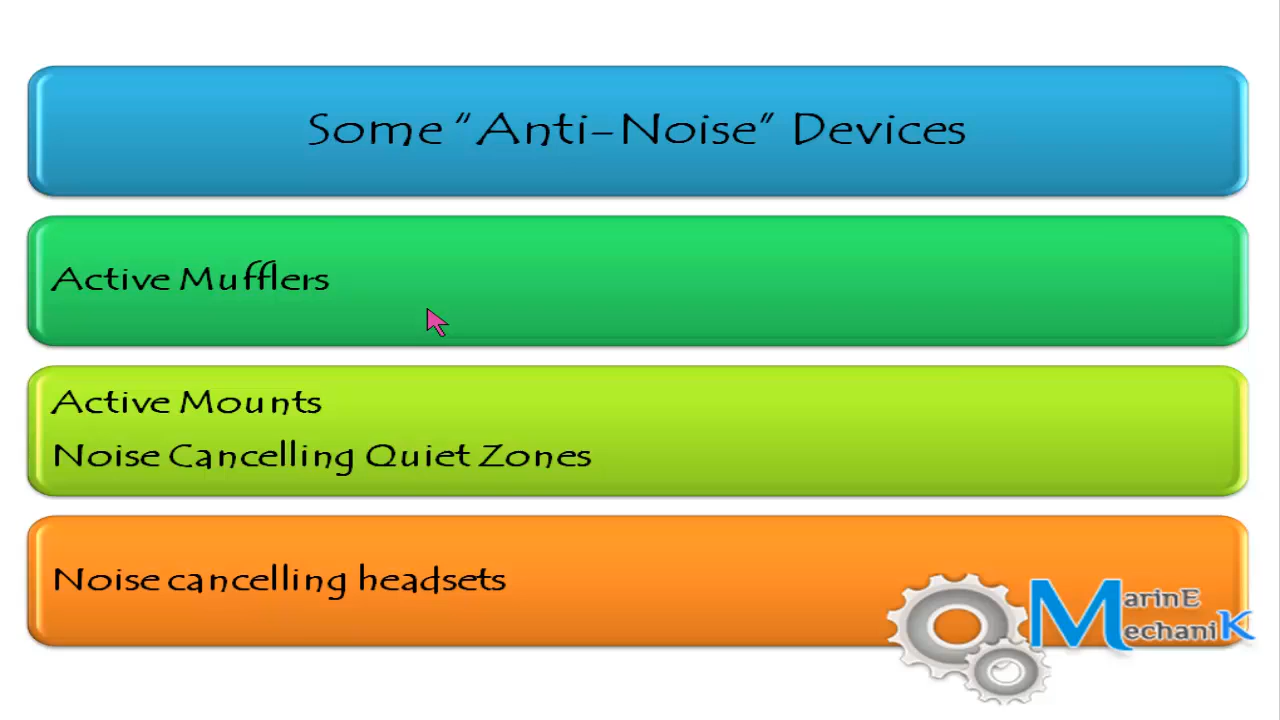 Some “Anti-Noise” Devices
Active Mufflers
Active Mounts
Noise Cancelling Quiet Zones
Noise cancelling headsets
MarinE
MechaniK